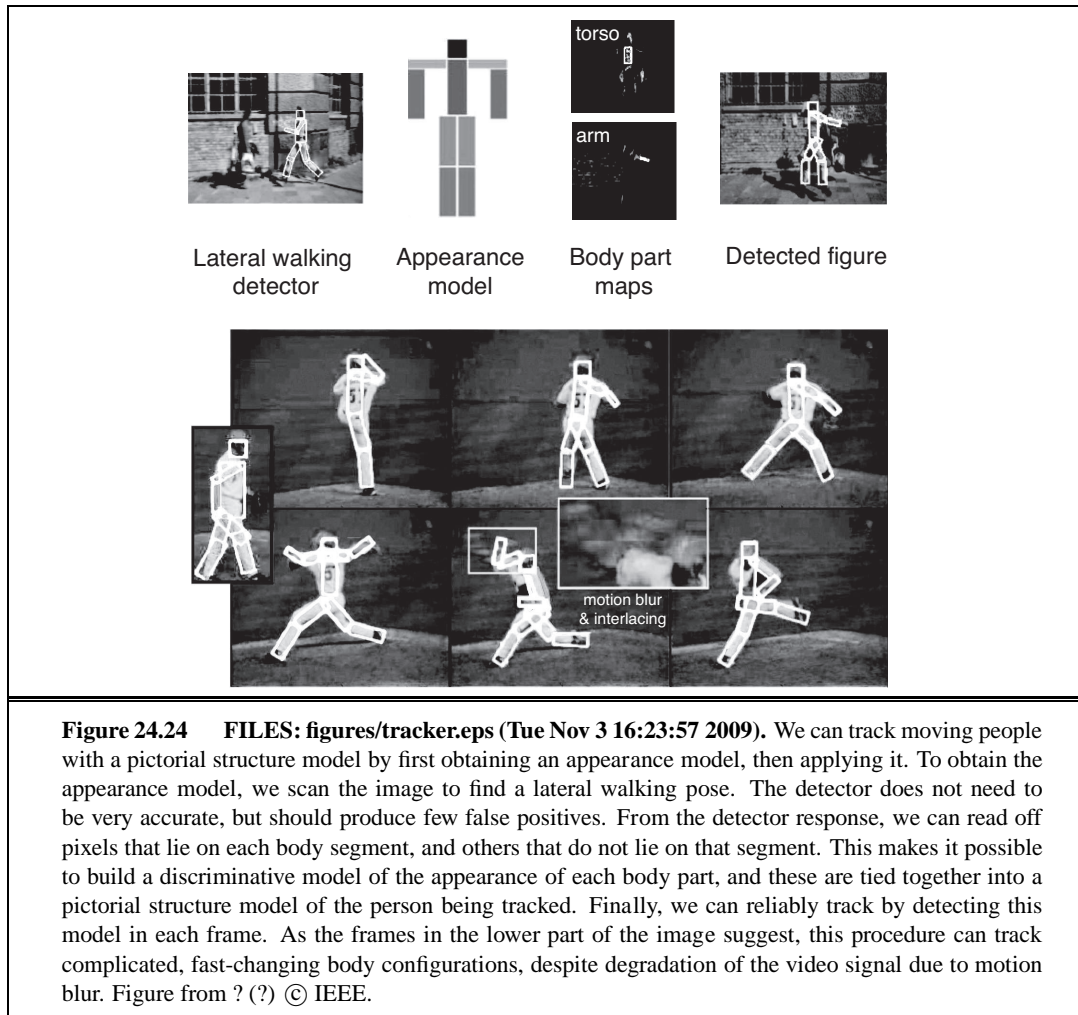 torso
arm
Lateral walking
detector
Appearance
model
Body part
maps
Detected figure
motion blur
& interlacing
Figure 24.24 FILES: figures/tracker.eps (Tue Nov 3 16:23:57 2009). We can track moving people
with a pictorial structure model by first obtaining an appearance model, then applying it. To obtain the
appearance model, we scan the image to find a lateral walking pose. The detector does not need to
be very accurate, but should produce few false positives. From the detector response, we can read off
pixels that lie on each body segment, and others that do not lie on that segment. This makes it possible
to build a discriminative model of the appearance of each body part, and these are tied together into a
pictorial structure model of the person being tracked. Finally, we can reliably track by detecting this
model in each frame. As the frames in the lower part of the image suggest, this procedure can track
complicated, fast-changing body configurations, despite degradation of the video signal due to motion
blur. Figure from ? (?) © IEEE.